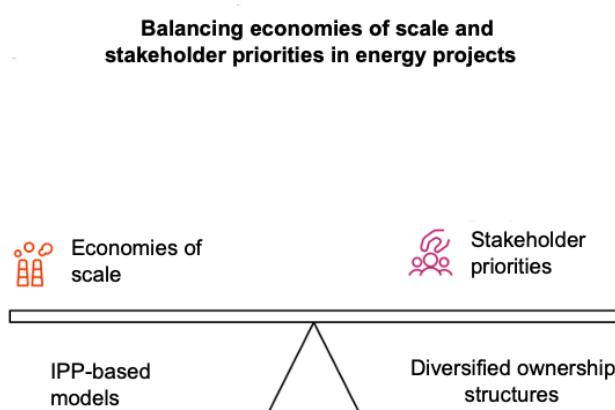 Balancing economies of scale and
stakeholder priorities in energy projects
Economies of
scale
Stakeholder
priorities
IPP-based
models
Diversified ownership
structures